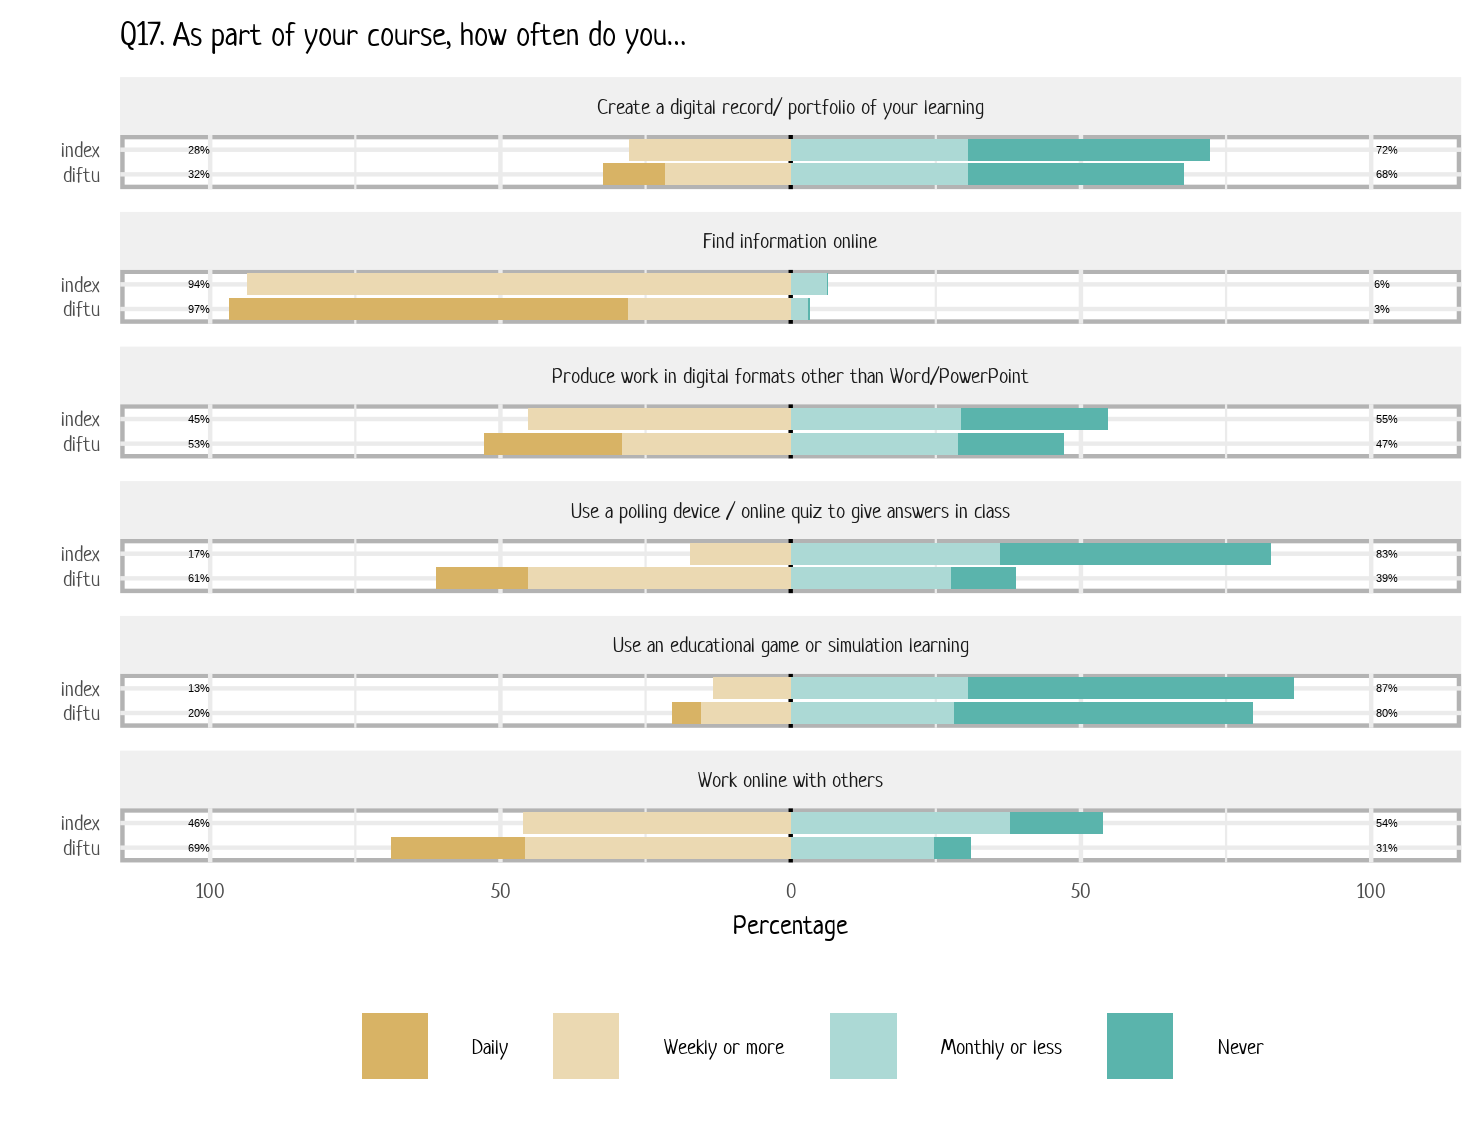 Q17. As part of your course, how often do you...
Create a digital record/ portfolio of your learning
index 28% 72%
diftu 32% 68%
Find information online
index 94% 6%
diftu 97% 3%
Produce work in digital formats other than Word/PowerPoint
index 45% 55%
diftu 53% 47%
Use a polling device / online quiz to give answers in class
index 17% 83%
diftu 61% 39%
Use an educational game or simulation learning
index 13% 87%
diftu 20% 80%
Work online with others
index 46% 54%
diftu 69% 31%
100 50 0 50 100
Percentage
Daily Weekly or more Monthly or less Never